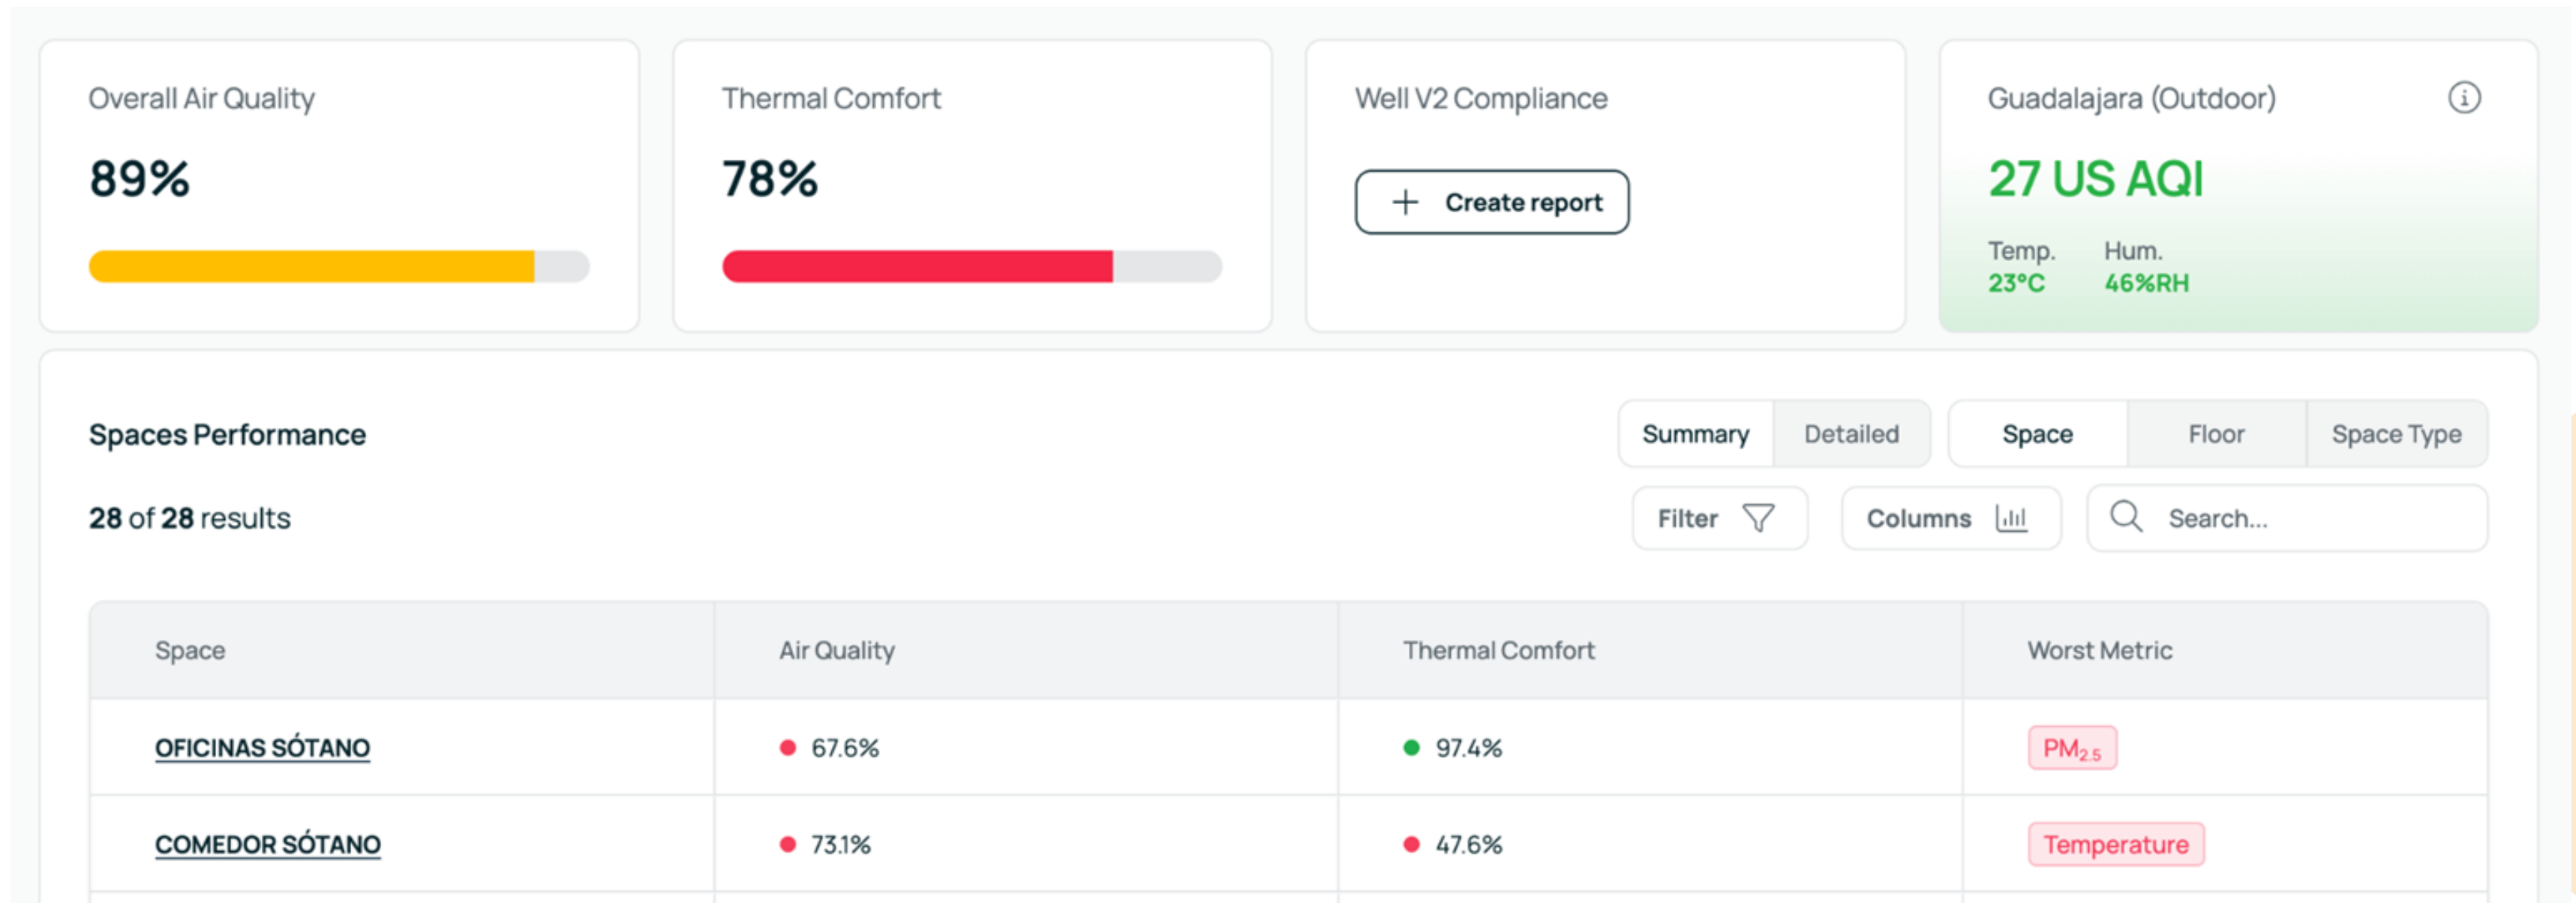 Overall Air Quality
89%
Thermal Comfort
78%
Well V2 Compliance
+ Create report
Guadalajara (Outdoor)
27 US AQI
Temp. Hum.
23°C 46%RH
Spaces Performance
Summary Detailed Space Floor Space Type
28 of 28 results
Filter Columns Search...
Space Air Quality Thermal Comfort Worst Metric
OFICINAS SÓTANO 67.6% 97.4% PM2.5
COMEDOR SÓTANO 73.1% 47.6% Temperature